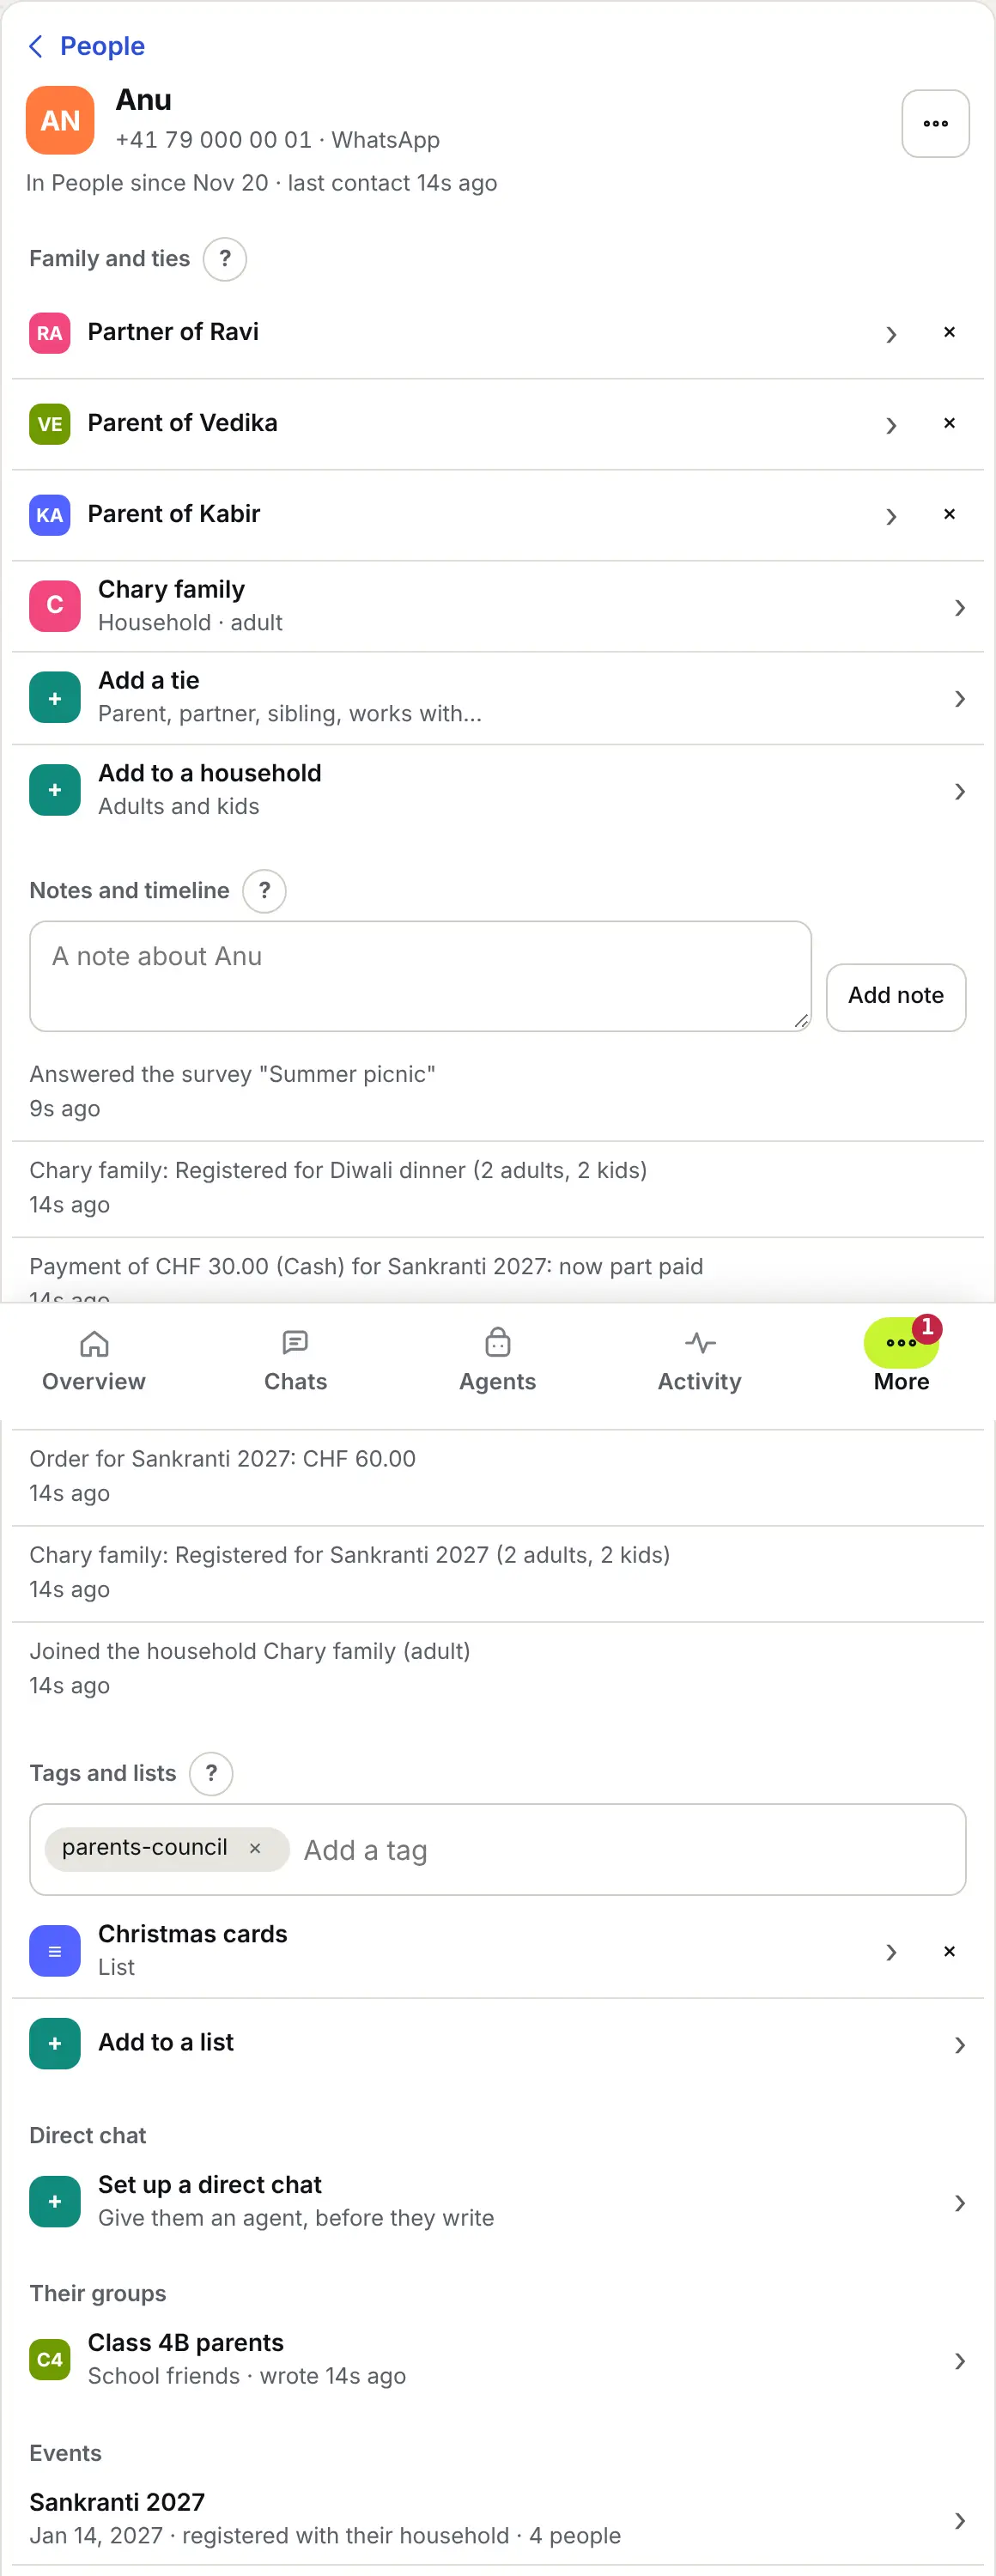 People
AN
Anu
+41 79 000 00 01 · WhatsApp
In People since Nov 20 · last contact 14s ago
Family and ties ?
RA Partner of Ravi
VE Parent of Vedika
KA Parent of Kabir
C Chary family
Household · adult
Add a tie
Parent, partner, sibling, works with...
Add to a household
Adults and kids
Notes and timeline ?
A note about Anu
Add note
Answered the survey "Summer picnic"
9s ago
Chary family: Registered for Diwali dinner (2 adults, 2 kids)
14s ago
Payment of CHF 30.00 (Cash) for Sankranti 2027: now part paid
14s ago
1
Overview Chats Agents Activity More
Order for Sankranti 2027: CHF 60.00
14s ago
Chary family: Registered for Sankranti 2027 (2 adults, 2 kids)
14s ago
Joined the household Chary family (adult)
14s ago
Tags and lists ?
parents-council × Add a tag
Christmas cards
List
Add to a list
Direct chat
Set up a direct chat
Give them an agent, before they write
Their groups
C4 Class 4B parents
School friends · wrote 14s ago
Events
Sankranti 2027
Jan 14, 2027 · registered with their household · 4 people